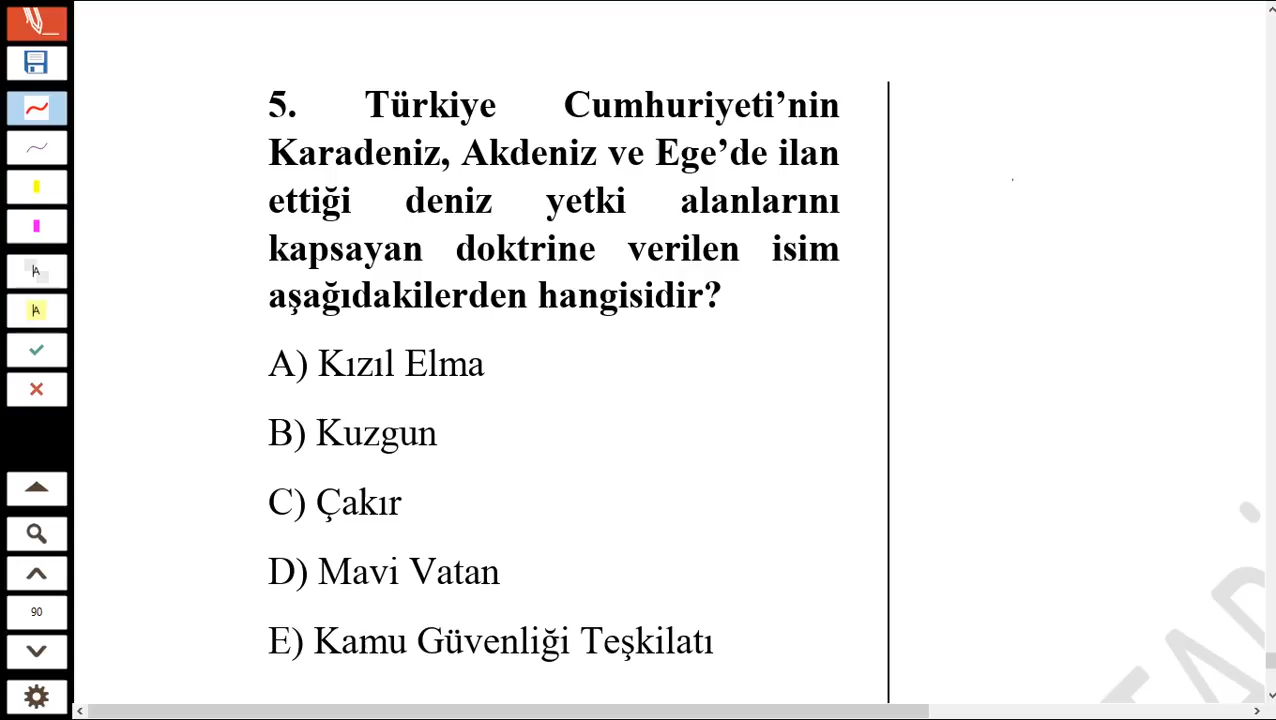 5. Türkiye Cumhuriyeti’nin
Karadeniz, Akdeniz ve Ege’de ilan
ettiği deniz yetki alanlarını
kapsayan doktrine verilen isim
aşağıdakilerden hangisidir?
A) Kızıl Elma
B) Kuzgun
C) Çakır
D) Mavi Vatan
E) Kamu Güvenliği Teşkilatı
90